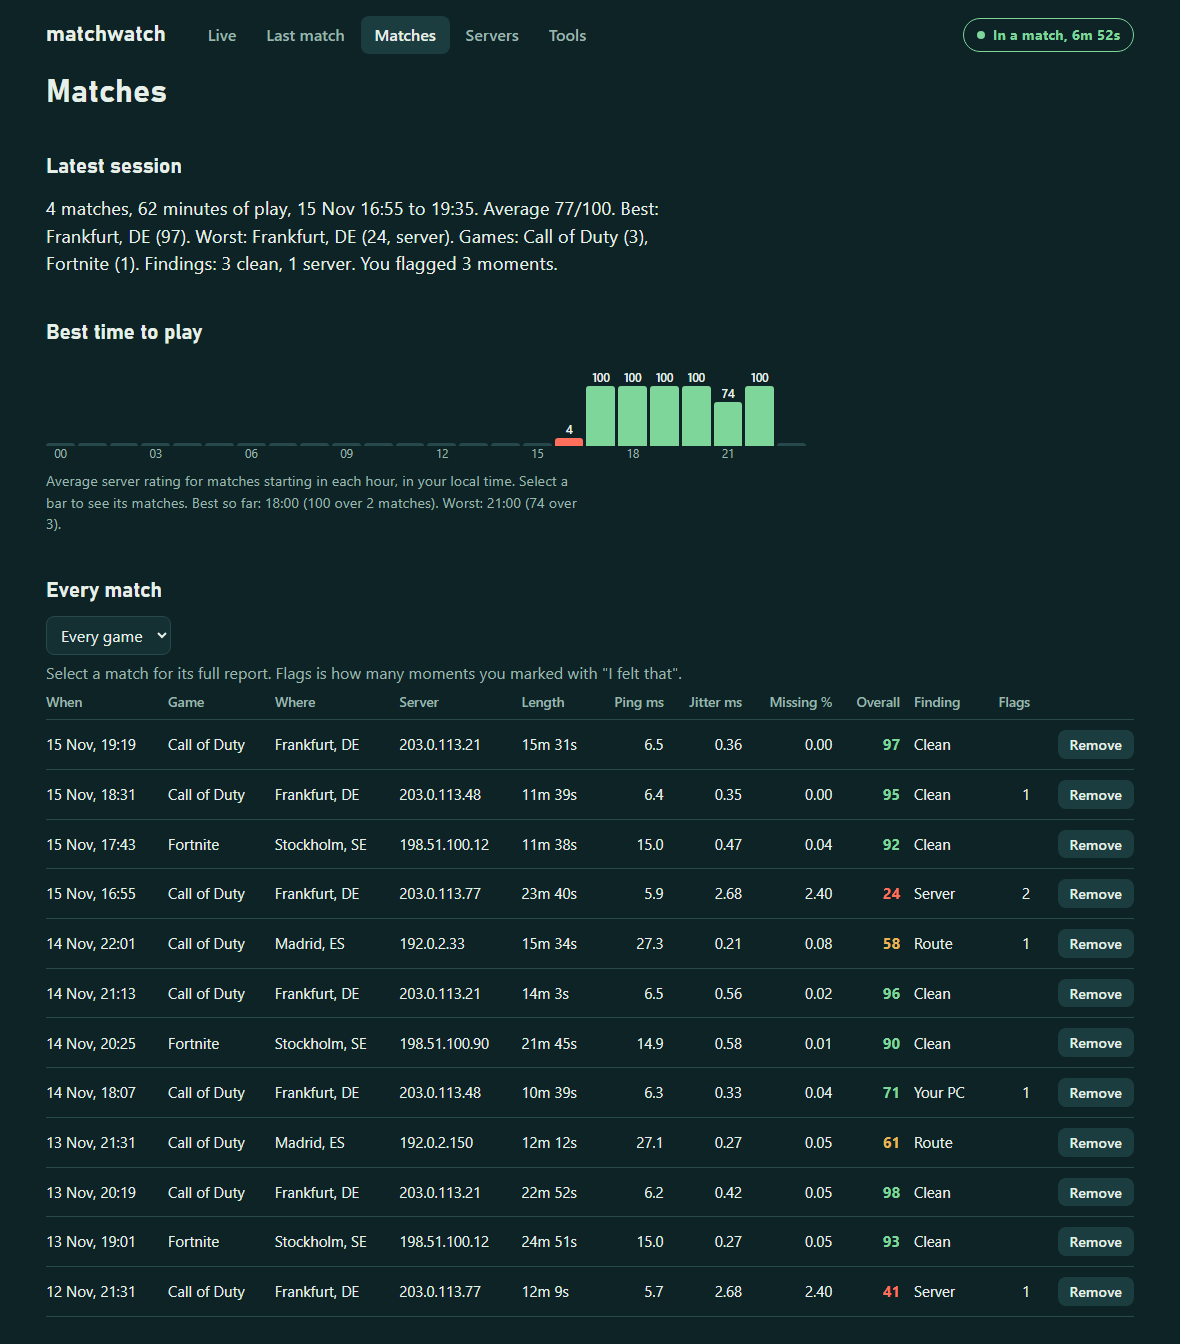 matchwatch Live Last match Matches Servers Tools In a match, 6m 52s
Matches
Latest session
4 matches, 62 minutes of play, 15 Nov 16:55 to 19:35. Average 77/100. Best:
Frankfurt, DE (97). Worst: Frankfurt, DE (24, server). Games: Call of Duty (3),
Fortnite (1). Findings: 3 clean, 1 server. You flagged 3 moments.
Best time to play
4 100 100 100 100 74 100
00 03 06 09 12 15 18 21
Average server rating for matches starting in each hour, in your local time. Select a
bar to see its matches. Best so far: 18:00 (100 over 2 matches). Worst: 21:00 (74 over
3).
Every match
Every game
Select a match for its full report. Flags is how many moments you marked with "I felt that".
When Game Where Server Length Ping ms Jitter ms Missing % Overall Finding Flags
15 Nov, 19:19 Call of Duty Frankfurt, DE 203.0.113.21 15m 31s 6.5 0.36 0.00 97 Clean Remove
15 Nov, 18:31 Call of Duty Frankfurt, DE 203.0.113.48 11m 39s 6.4 0.35 0.00 95 Clean 1 Remove
15 Nov, 17:43 Fortnite Stockholm, SE 198.51.100.12 11m 38s 15.0 0.47 0.04 92 Clean Remove
15 Nov, 16:55 Call of Duty Frankfurt, DE 203.0.113.77 23m 40s 5.9 2.68 2.40 24 Server 2 Remove
14 Nov, 22:01 Call of Duty Madrid, ES 192.0.2.33 15m 34s 27.3 0.21 0.08 58 Route 1 Remove
14 Nov, 21:13 Call of Duty Frankfurt, DE 203.0.113.21 14m 3s 6.5 0.56 0.02 96 Clean Remove
14 Nov, 20:25 Fortnite Stockholm, SE 198.51.100.90 21m 45s 14.9 0.58 0.01 90 Clean Remove
14 Nov, 18:07 Call of Duty Frankfurt, DE 203.0.113.48 10m 39s 6.3 0.33 0.04 71 Your PC 1 Remove
13 Nov, 21:31 Call of Duty Madrid, ES 192.0.2.150 12m 12s 27.1 0.27 0.05 61 Route Remove
13 Nov, 20:19 Call of Duty Frankfurt, DE 203.0.113.21 22m 52s 6.2 0.42 0.05 98 Clean Remove
13 Nov, 19:01 Fortnite Stockholm, SE 198.51.100.12 24m 51s 15.0 0.27 0.05 93 Clean Remove
12 Nov, 21:31 Call of Duty Frankfurt, DE 203.0.113.77 12m 9s 5.7 2.68 2.40 41 Server 1 Remove